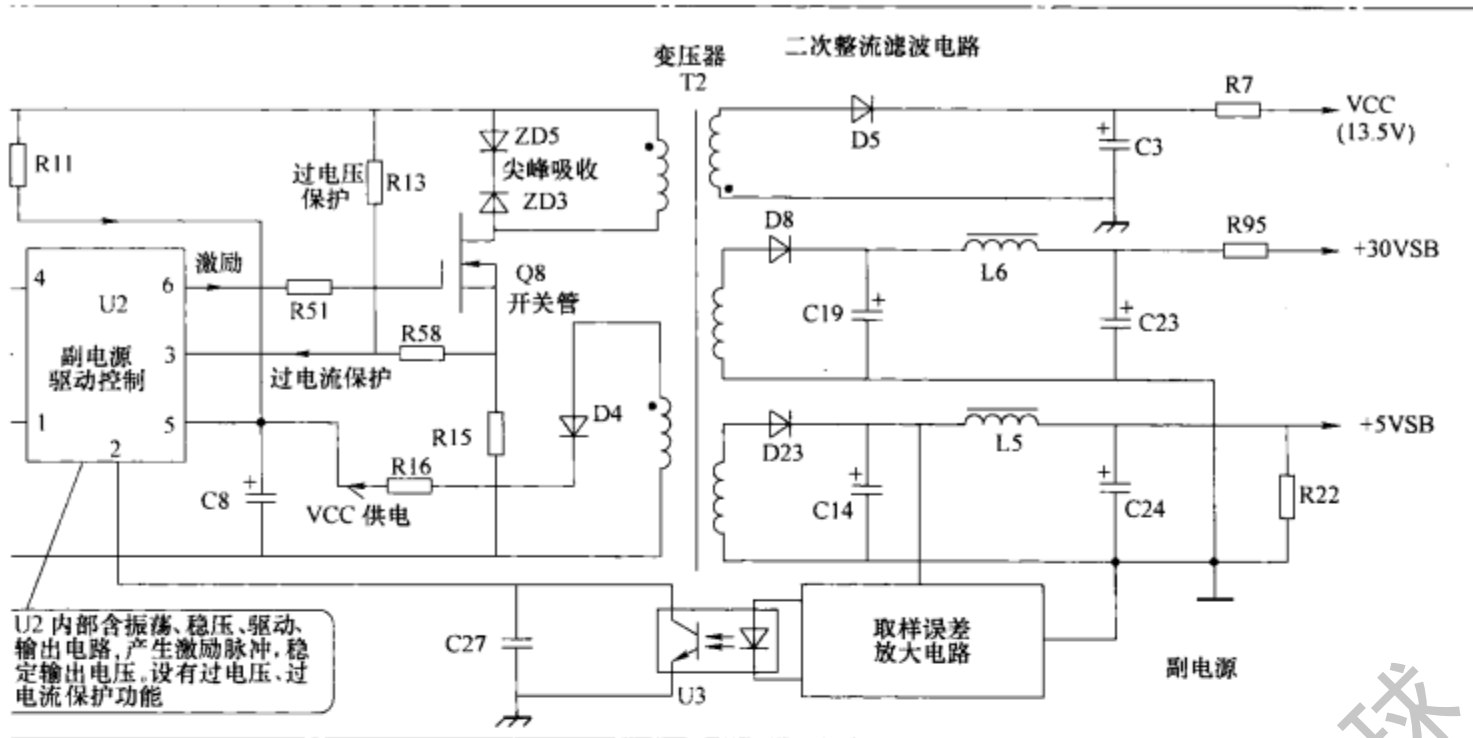 二次整流滤波电路
变压器
T2
R7
VCC
(13.5V)
D5
C3
R11
ZD5
尖峰吸收
ZD3
过电压
保护
R13
D8
R95
+30VSB
L6
C19
C23
激励
4
6
U2
R51
Q8
开关管
R58
3
副电源
驱动控制
过电流保护
1
5
2
R15
D4
D23
L5
+5VSB
R16
C8
VCC 供电
C14
C24
R22
U2 内部含振荡、稳压、驱动、
输出电路,产生激励脉冲,稳
定输出电压。设有过电压、过
电流保护功能
C27
U3
取样误差
放大电路
副电源
球